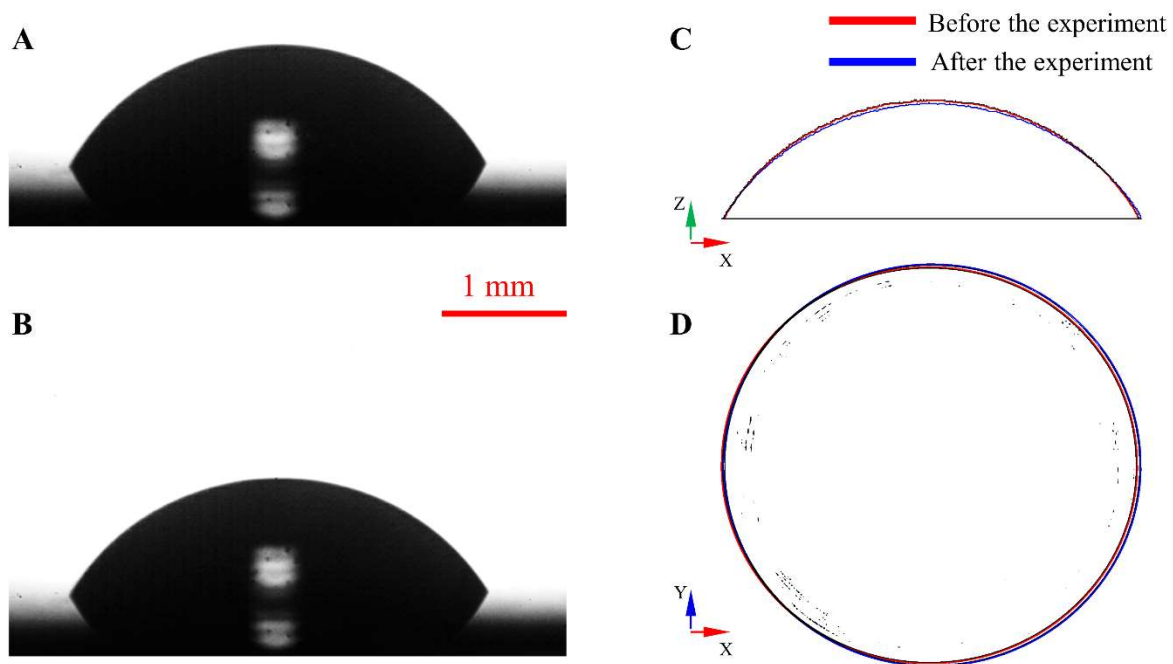 A
B
1 mm
C
Before the experiment
After the experiment
Z
X
D
Y
X